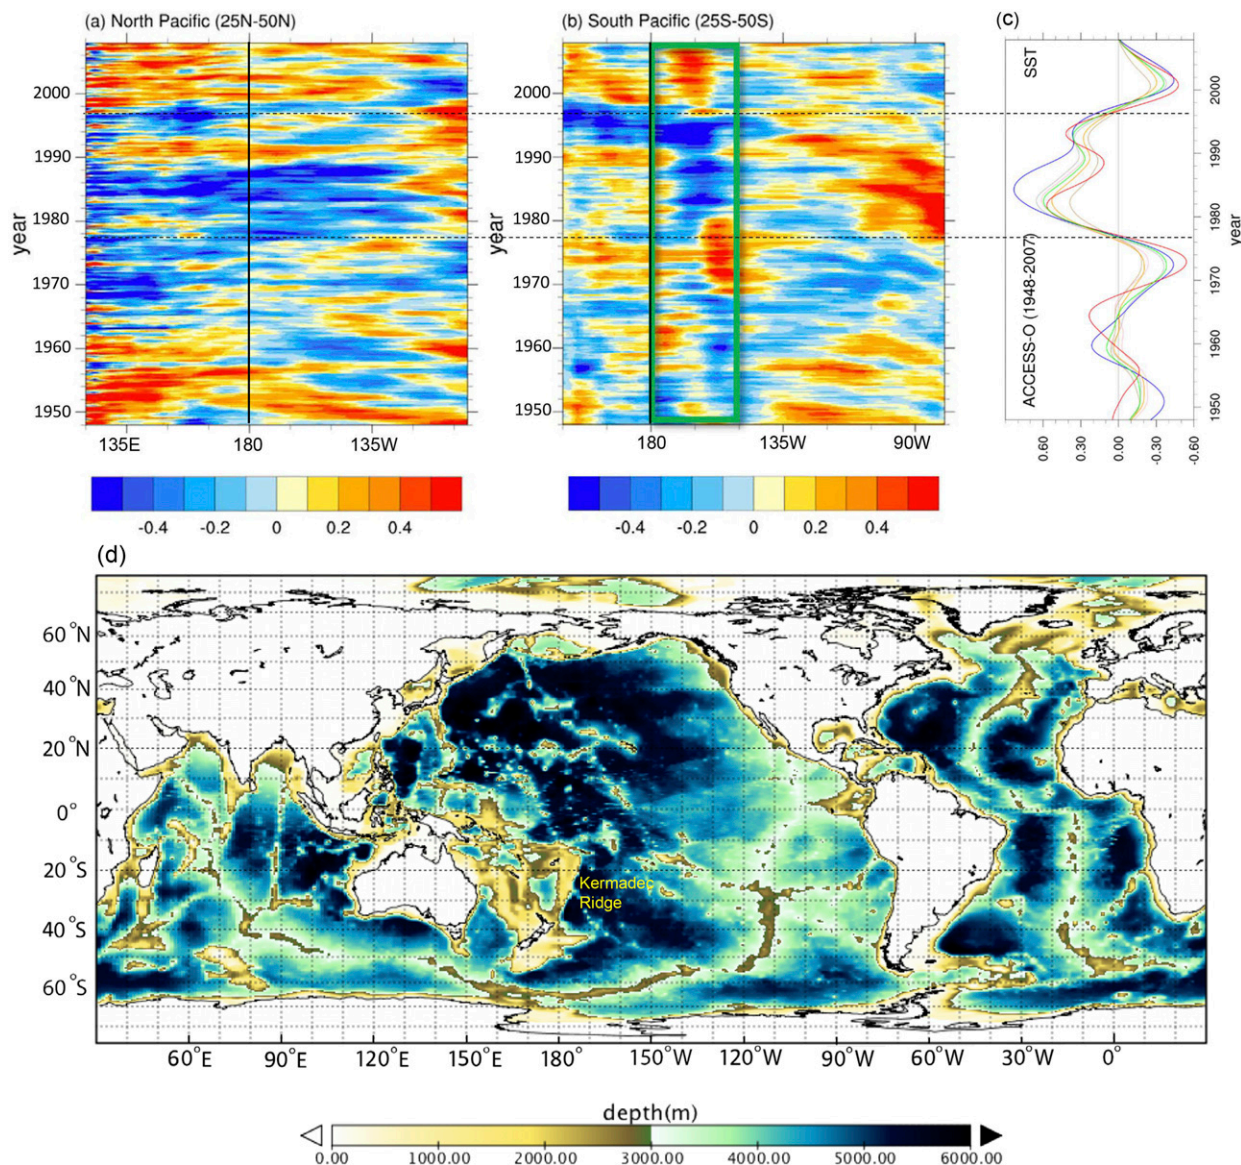 (a) North Pacific (25N-50N)
(b) South Pacific (25S-50S)
(c)
year
2000
1990
1980
1970
1960
1950
135E
180
135W
-0.4
-0.2
0
0.2
0.4
year
2000
1990
1980
1970
1960
1950
180
135W
90W
-0.4
-0.2
0
0.2
0.4
SST
ACCESS-O (1948-2007)
year
2000
1990
1980
1970
1960
1950
0.60
0.30
0.00
-0.30
-0.60
(d)
60°N
40°N
20°N
0°
20°S
40°S
60°S
Kermadec
Ridge
60°E
90°E
120°E
150°E
180°
150°W
120°W
90°W
60°W
30°W
0°
depth(m)
0.00
1000.00
2000.00
3000.00
4000.00
5000.00
6000.00